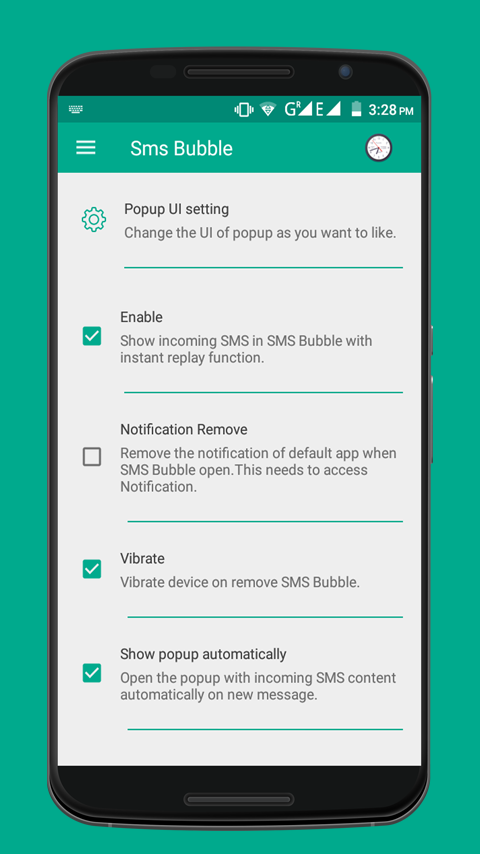 G R E 3:28 PM
Sms Bubble
Popup UI setting
Change the UI of popup as you want to like.
Enable
Show incoming SMS in SMS Bubble with
instant replay function.
Notification Remove
Remove the notification of default app when
SMS Bubble open.This needs to access
Notification.
Vibrate
Vibrate device on remove SMS Bubble.
Show popup automatically
Open the popup with incoming SMS content
automatically on new message.